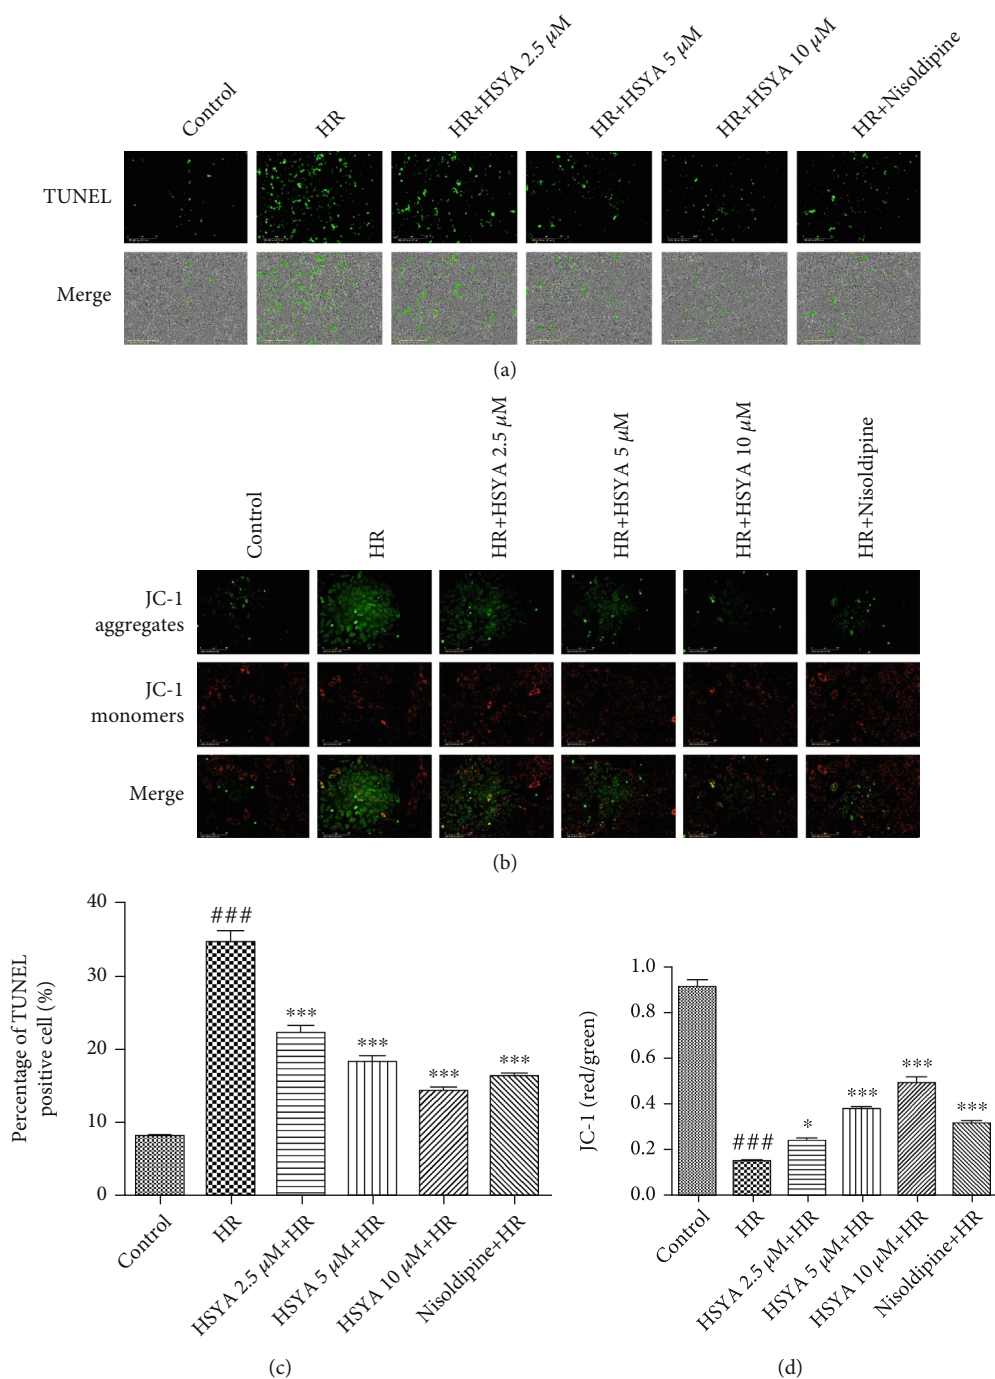 (a)
Control
HR
HR+HSYA 2.5 μM
HR+HSYA 5 μM
HR+HSYA 10 μM
HR+Nisoldipine
TUNEL
Merge
(a)
Control
HR
HR+HSYA 2.5 μM
HR+HSYA 5 μM
HR+HSYA 10 μM
HR+Nisoldipine
JC-1
aggregates
JC-1
monomers
Merge
(b)
Percentage of TUNEL
positive cell (%)
40
30
20
10
0
###
***
***
***
***
Control
HR
HSYA 2.5 μM+HR
HSYA 5 μM+HR
HSYA 10 μM+HR
Nisoldipine+HR
(c)
JC-1 (red/green)
1.0
0.8
0.6
0.4
0.2
0.0
###
*
***
***
***
Control
HR
HSYA 2.5 μM+HR
HSYA 5 μM+HR
HSYA 10 μM+HR
Nisoldipine+HR
(d)